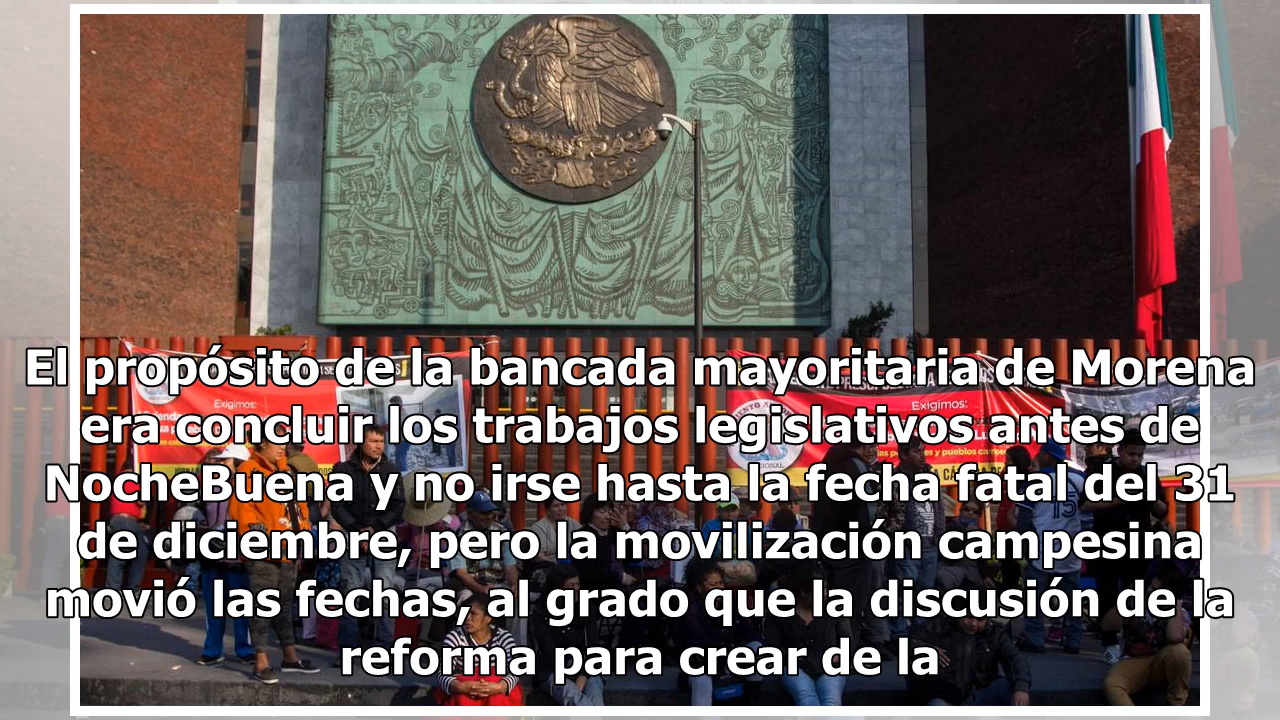 El propósito de la bancada mayoritaria de Morena
era concluir los trabajos legislativos antes de
NocheBuena y no irse hasta la fecha fatal del 31
de diciembre, pero la movilización campesina
movió las fechas, al grado que la discusión de la
reforma para crear de la
Exigimos:
Exigimos: